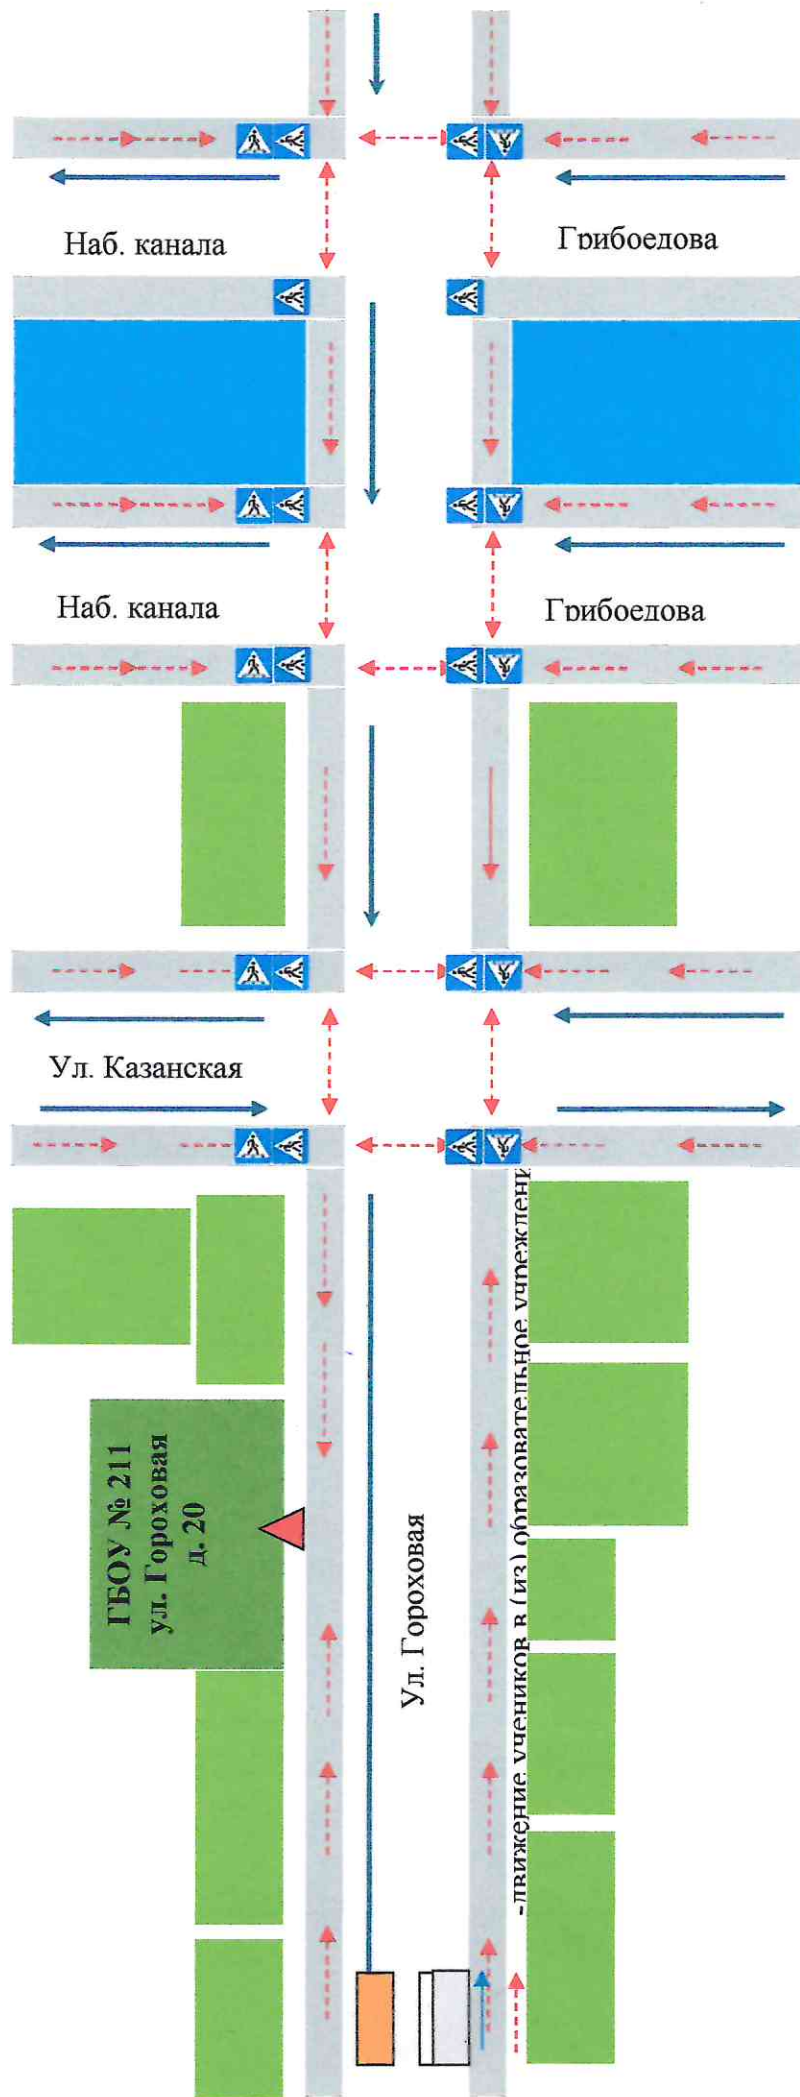 Наб. канала
Грибоедова
Наб. канала
Грибоедова
Ул. Казанская
ГБОУ № 211
ул. Гороховая
д. 20
Ул. Гороховая
-движение учеников в (из) образовательное учреждени